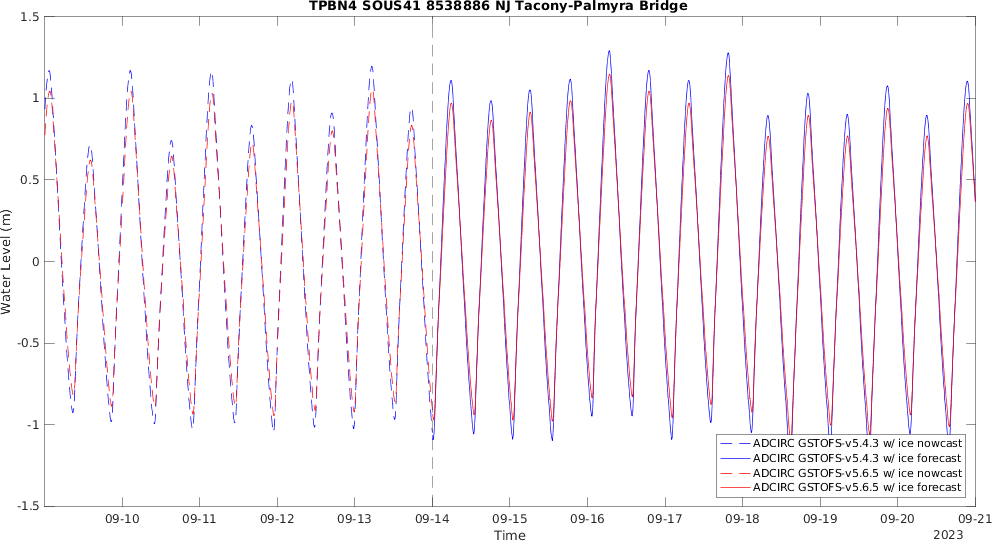 TPBN4 SOUS41 8538886 NJ Tacony-Palmyra Bridge
1.5
1
0.5
0
-0.5
-1
-1.5
Water Level (m)
ADCIRC GSTOFS-v5.4.3 w/ ice nowcast
ADCIRC GSTOFS-v5.4.3 w/ ice forecast
ADCIRC GSTOFS-v5.6.5 w/ ice nowcast
ADCIRC GSTOFS-v5.6.5 w/ ice forecast
09-10 09-11 09-12 09-13 09-14 09-15 09-16 09-17 09-18 09-19 09-20 09-21
Time
2023